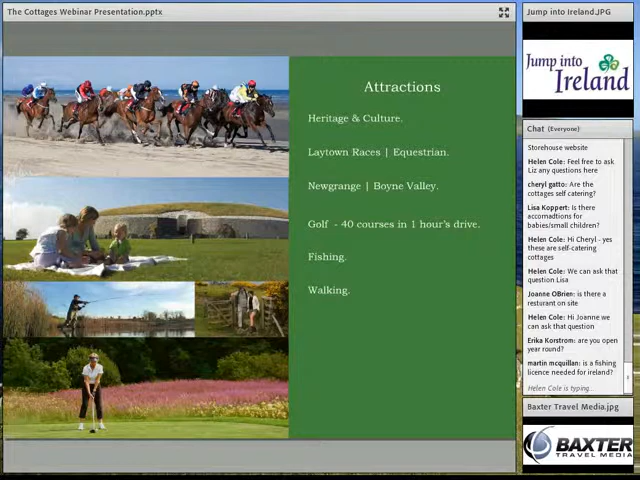 The Cottages Webinar Presentation.pptx
Attractions
Heritage & Culture.
Laytown Races | Equestrian.
Newgrange | Boyne Valley.
Golf - 40 courses in 1 hour's drive.
Fishing.
Walking.
Jump into Ireland.JPG
Jump into
Ireland
Chat (Everyone)
Storehouse website
Helen Cole: Feel free to ask
Liz any questions here
cheryl gatto: Are the
cottages self catering?
Lisa Koppert: Is there
accomadtions for
babies/small children?
Helen Cole: Hi Cheryl - yes
these are self-catering
cottages
Helen Cole: We can ask that
question Lisa
Joanne OBrien: is there a
resturant on site
Helen Cole: Hi Joanne we
can ask that question
Erika Korstrom: are you open
year round?
martin mcquillan: is a fishing
licence needed for ireland?
Helen Cole is typing...
Baxter Travel Media.jpg
BAXTER
TRAVEL MEDIA